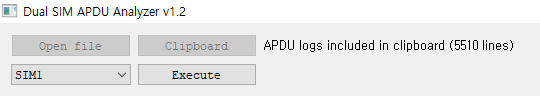 Dual SIM APDU Analyzer v1.2
Open file Clipboard APDU logs included in clipboard (5510 lines)
SIM1 Execute